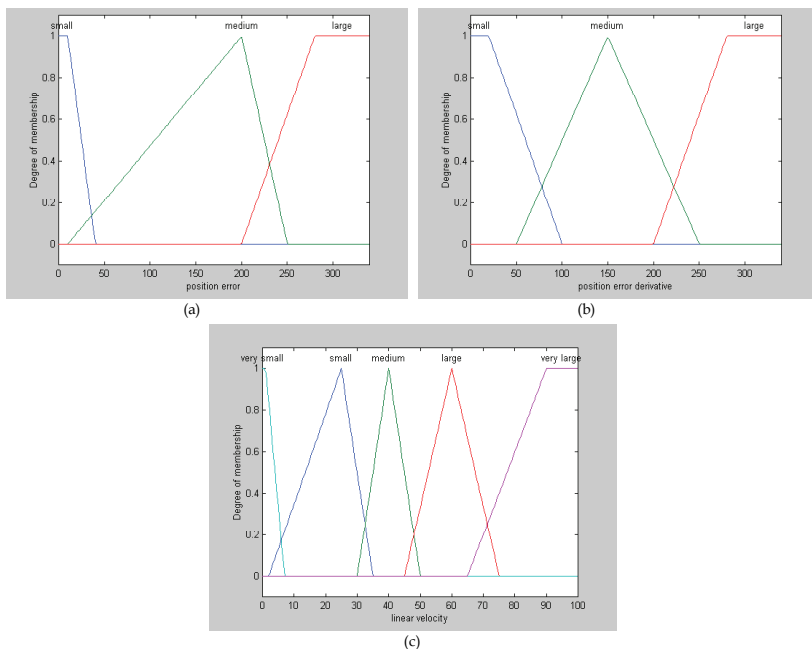 small medium large
1
0.8
0.6
0.4
0.2
0
Degree of membership
0 50 100 150 200 250 300
position error
(a)
small medium large
1
0.8
0.6
0.4
0.2
0
Degree of membership
0 50 100 150 200 250 300
position error derivative
(b)
very small small medium large very large
1
0.8
0.6
0.4
0.2
0
Degree of membership
0 10 20 30 40 50 60 70 80 90 100
linear velocity
(c)